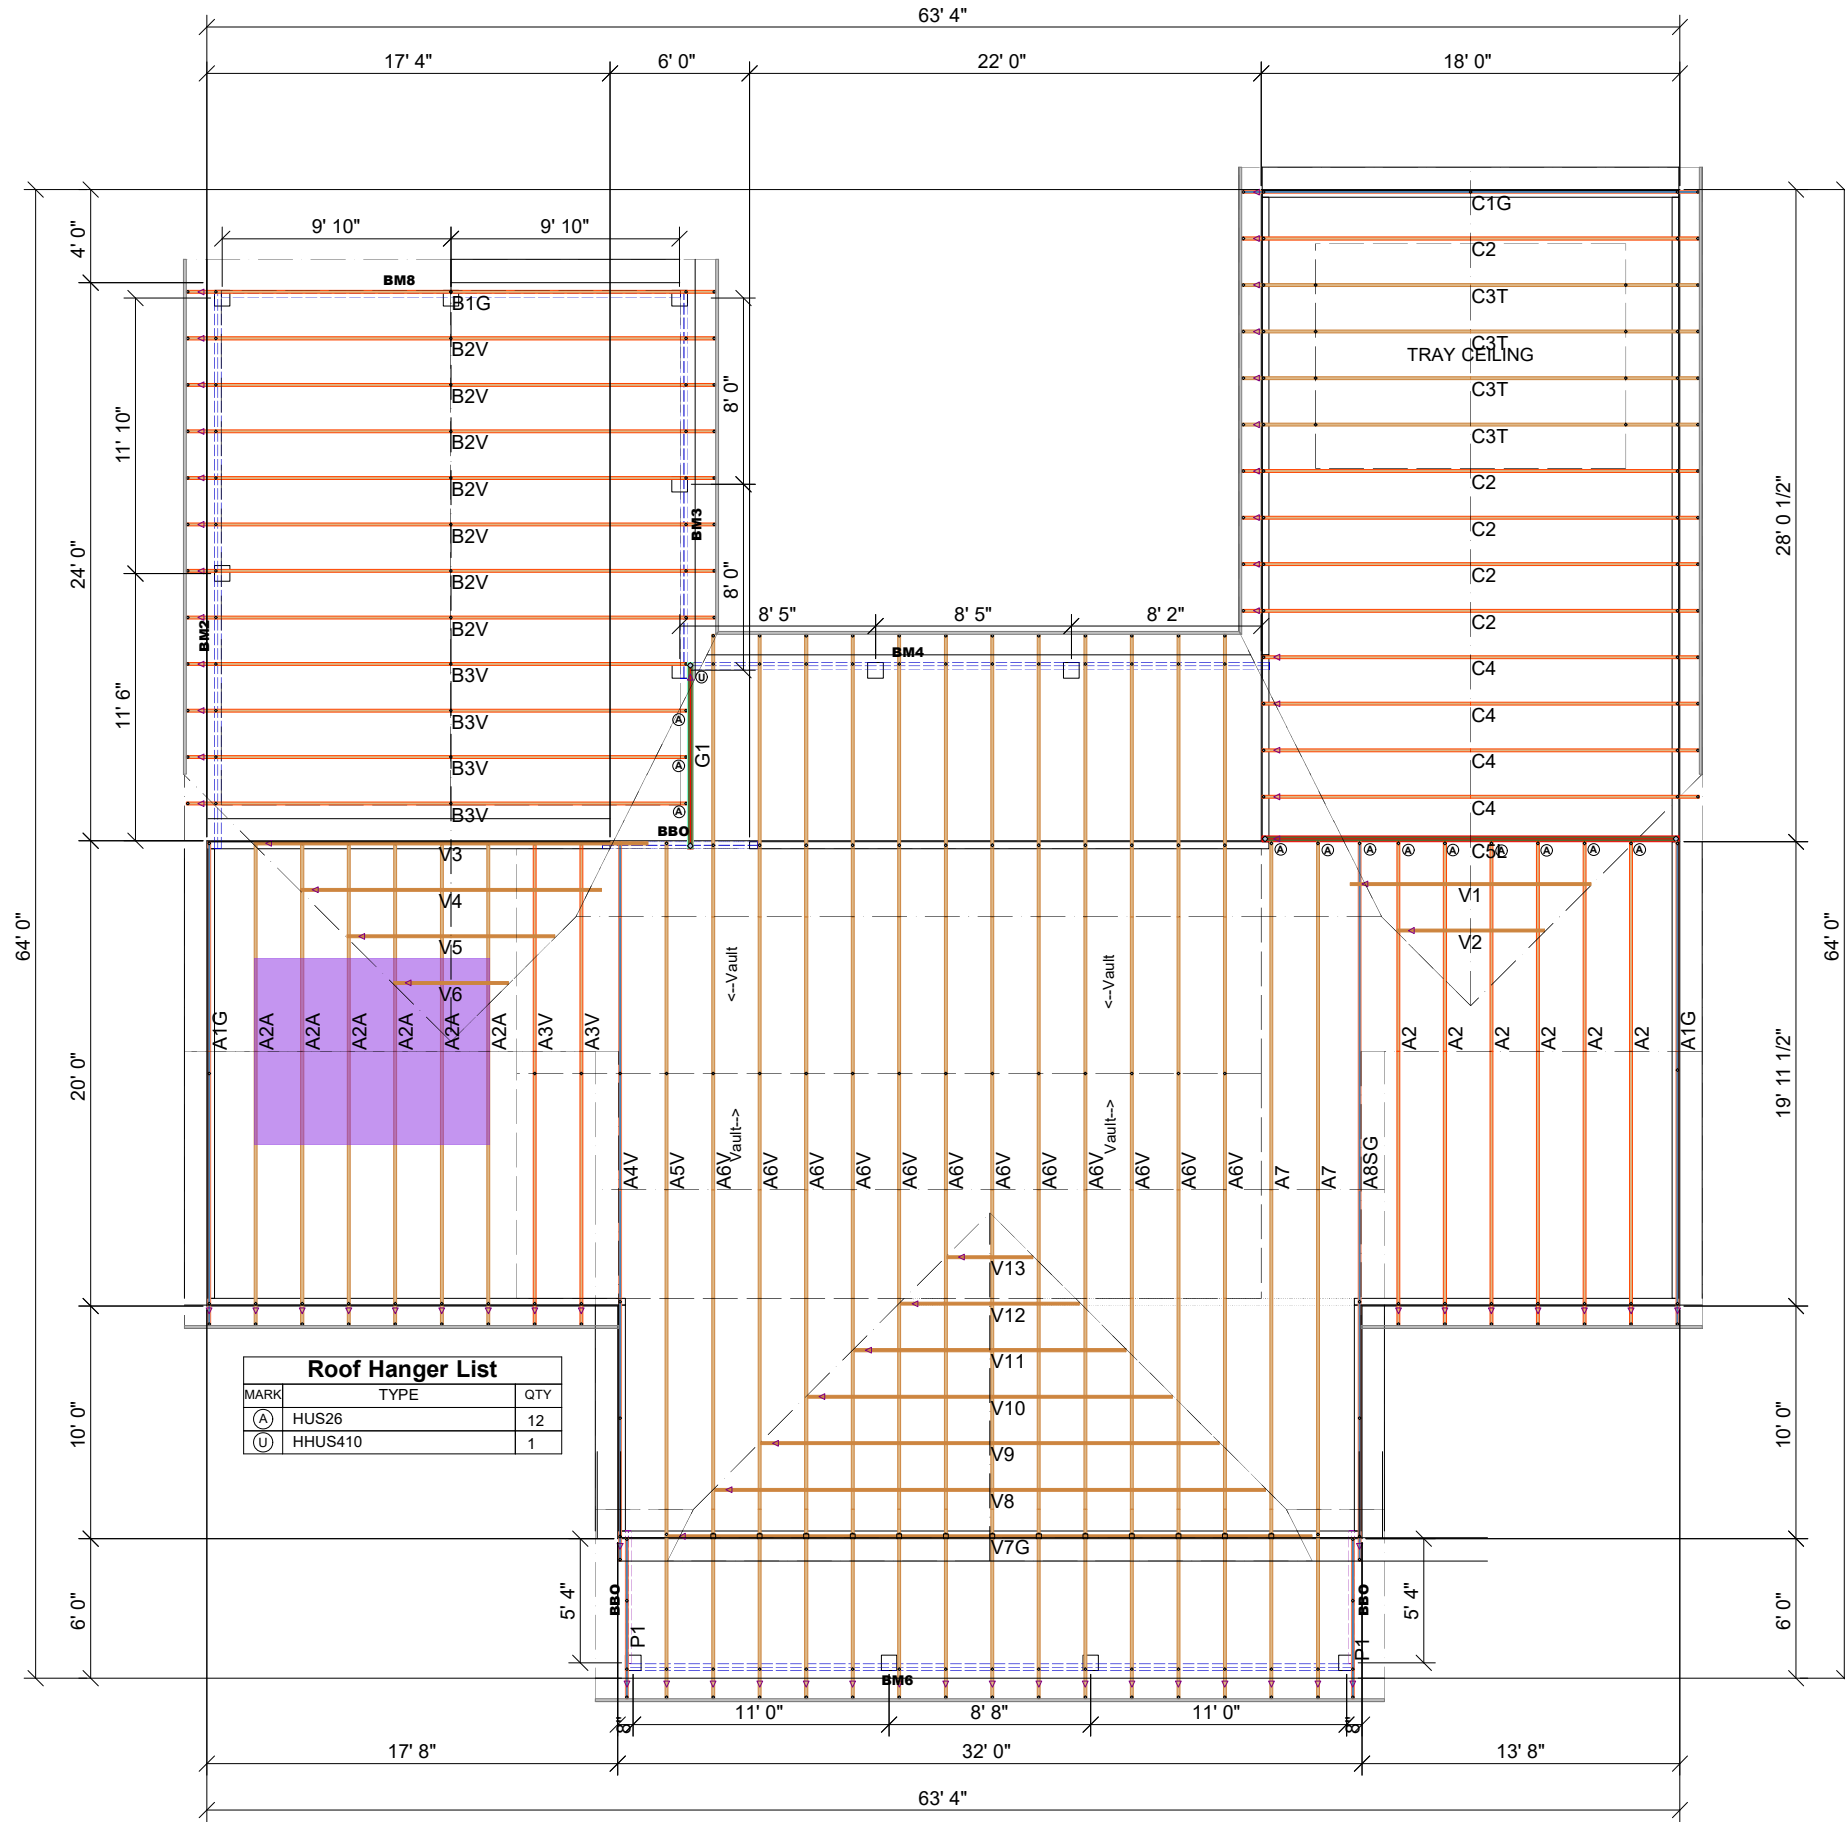 63' 4"
17' 4"
6' 0"
22' 0"
18' 0"
4' 0"
24' 0"
20' 0"
10' 0"
6' 0"
64' 0"
11' 10"
11' 6"
9' 10"
9' 10"
BM8
B1G
B2V
B2V
B2V
B2V
B2V
B2V
B2V
B3V
B3V
B3V
B3V
BM2
BM3
8' 0"
8' 0"
8' 5"
8' 5"
8' 2"
BM4
U
A
A
A
G1
BBO
C1G
C2
C3T
C3T
TRAY CEILING
C3T
C3T
C2
C2
C2
C2
C4
C4
C4
C4
C5L
A A A A A A A A A
28' 0 1/2"
19' 11 1/2"
10' 0"
6' 0"
64' 0"
V3
V4
V5
V6
V1
V2
<--Vault
<--Vault
Vault-->
Vault-->
A1G A2A A2A A2A A2A A2A A2A A3V A3V
A2 A2 A2 A2 A2 A2 A1G
A4V A5V A6V A6V A6V A6V A6V A6V A6V A6V A6V A6V A6V A6V A7 A7 A8SG
V13
V12
V11
V10
V9
V8
V7G
Roof Hanger List
MARK TYPE QTY
A HUS26 12
U HHUS410 1
5' 4"
BBO
P1
BM6
P1
BBO
5' 4"
8" 11' 0" 8' 8" 11' 0" 8"
17' 8" 32' 0" 13' 8"
63' 4"